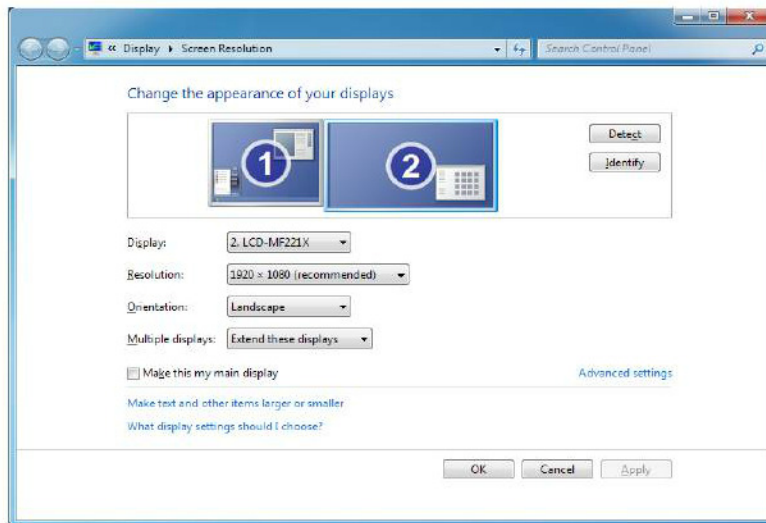 « Display ▸ Screen Resolution Search Control Panel
Change the appearance of your displays
1 2
Detect
Identify
Display: 2. LCD-MF221X
Resolution: 1920 × 1080 (recommended)
Orientation: Landscape
Multiple displays: Extend these displays
Make this my main display Advanced settings
Make text and other items larger or smaller
What display settings should I choose?
OK Cancel Apply